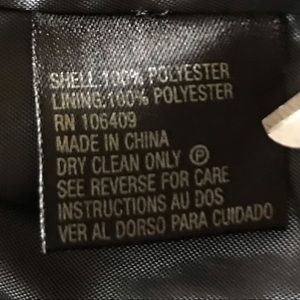 SHELL:100% POLYESTER
LINING:100% POLYESTER
RN 106409
MADE IN CHINA
DRY CLEAN ONLY Ⓟ
SEE REVERSE FOR CARE
INSTRUCTIONS AU DOS
VER AL DORSO PARA CUIDADO